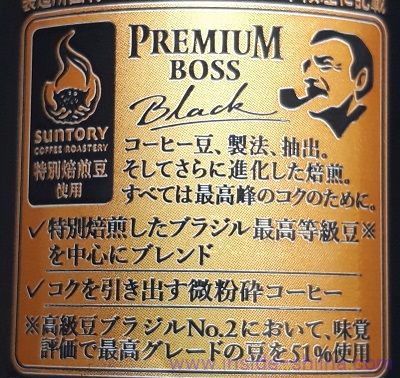 PREMIUM
BOSS
Black
SUNTORY
COFFEE ROASTERY
特別焙煎豆
使用
コーヒー豆、製法、抽出。
そしてさらに進化した焙煎。
すべては最高峰のコクのために。
✓特別焙煎したブラジル最高等級豆※
を中心にブレンド
✓コクを引き出す微粉砕コーヒー
※高級豆ブラジルNo.2において、味覚
評価で最高グレードの豆を51%使用